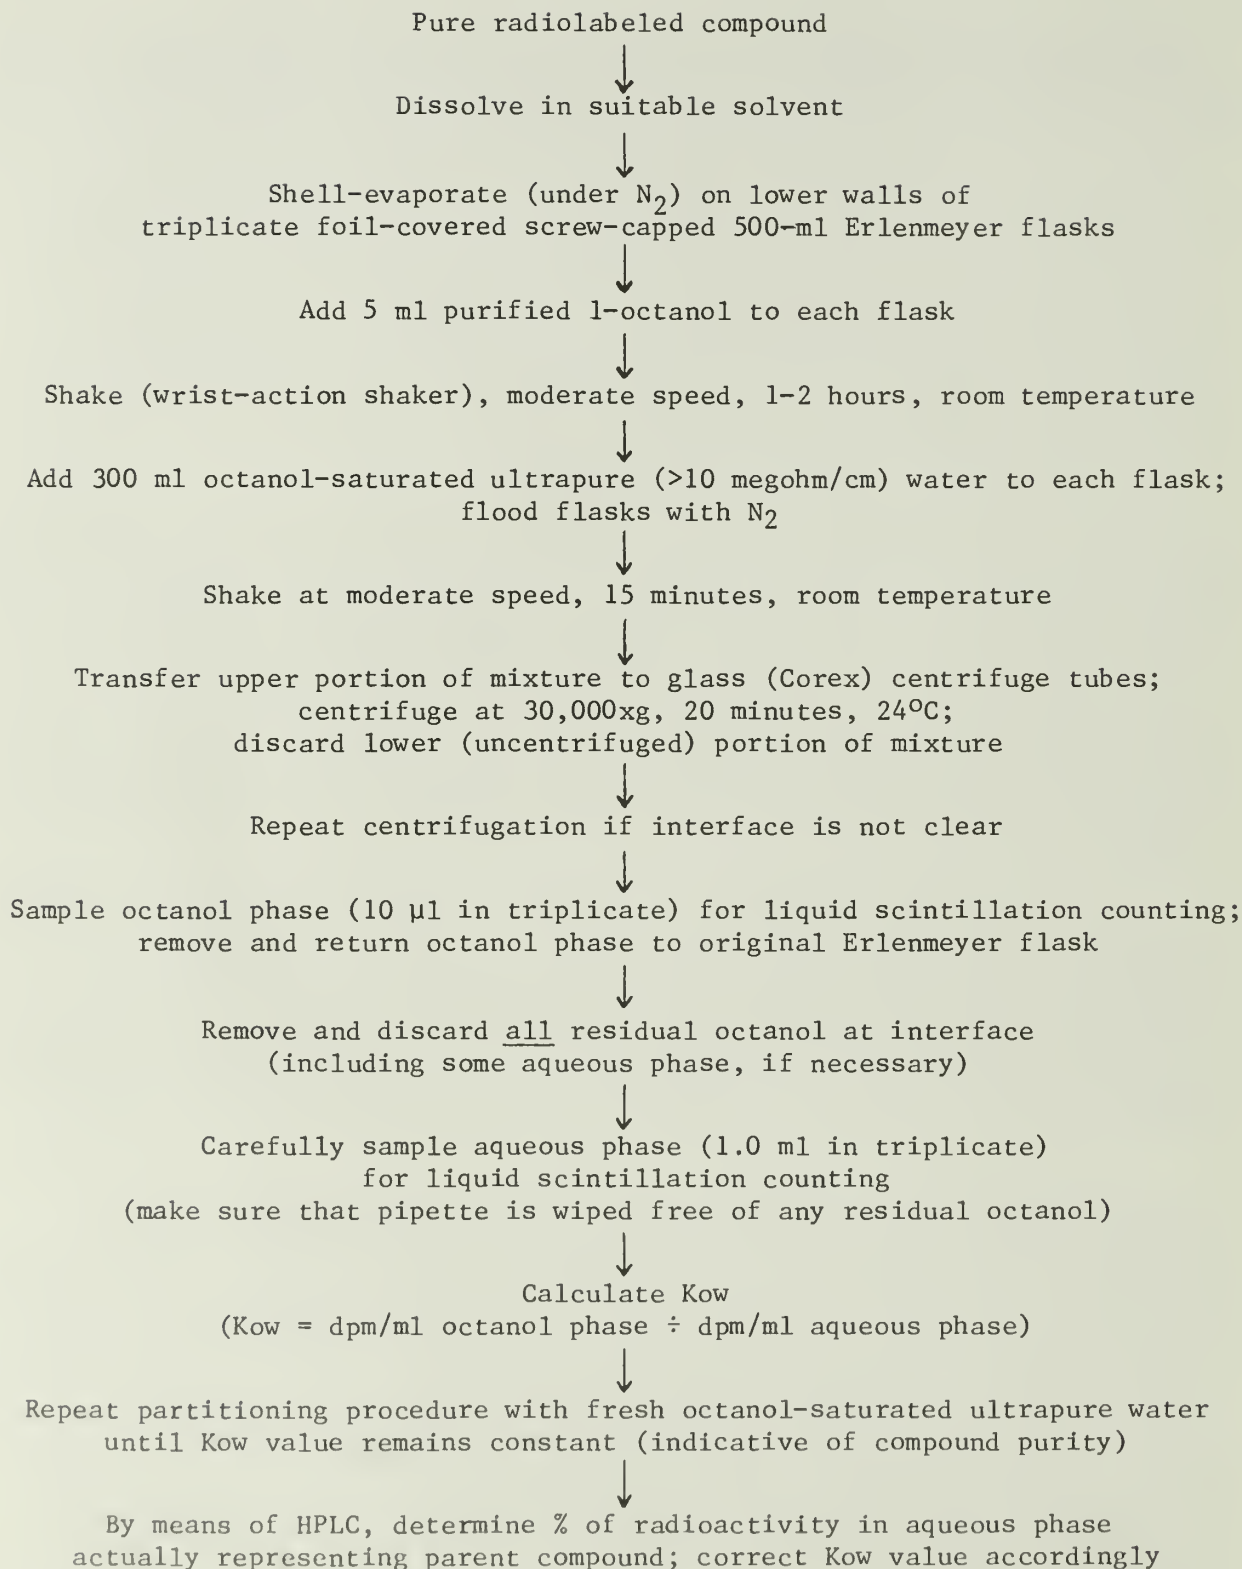 Pure radiolabeled compound
Dissolve in suitable solvent
Shell-evaporate (under N2) on lower walls of
triplicate foil-covered screw-capped 500-ml Erlenmeyer flasks
Add 5 ml purified 1-octanol to each flask
Shake (wrist-action shaker), moderate speed, 1-2 hours, room temperature
Add 300 ml octanol-saturated ultrapure (>10 megohm/cm) water to each flask;
flood flasks with N2
Shake at moderate speed, 15 minutes, room temperature
Transfer upper portion of mixture to glass (Corex) centrifuge tubes;
centrifuge at 30,000xg, 20 minutes, 24°C;
discard lower (uncentrifuged) portion of mixture
Repeat centrifugation if interface is not clear
Sample octanol phase (10 µl in triplicate) for liquid scintillation counting;
remove and return octanol phase to original Erlenmeyer flask
Remove and discard all residual octanol at interface
(including some aqueous phase, if necessary)
Carefully sample aqueous phase (1.0 ml in triplicate)
for liquid scintillation counting
(make sure that pipette is wiped free of any residual octanol)
Calculate Kow
(Kow = dpm/ml octanol phase ÷ dpm/ml aqueous phase)
Repeat partitioning procedure with fresh octanol-saturated ultrapure water
until Kow value remains constant (indicative of compound purity)
By means of HPLC, determine % of radioactivity in aqueous phase
actually representing parent compound; correct Kow value accordingly